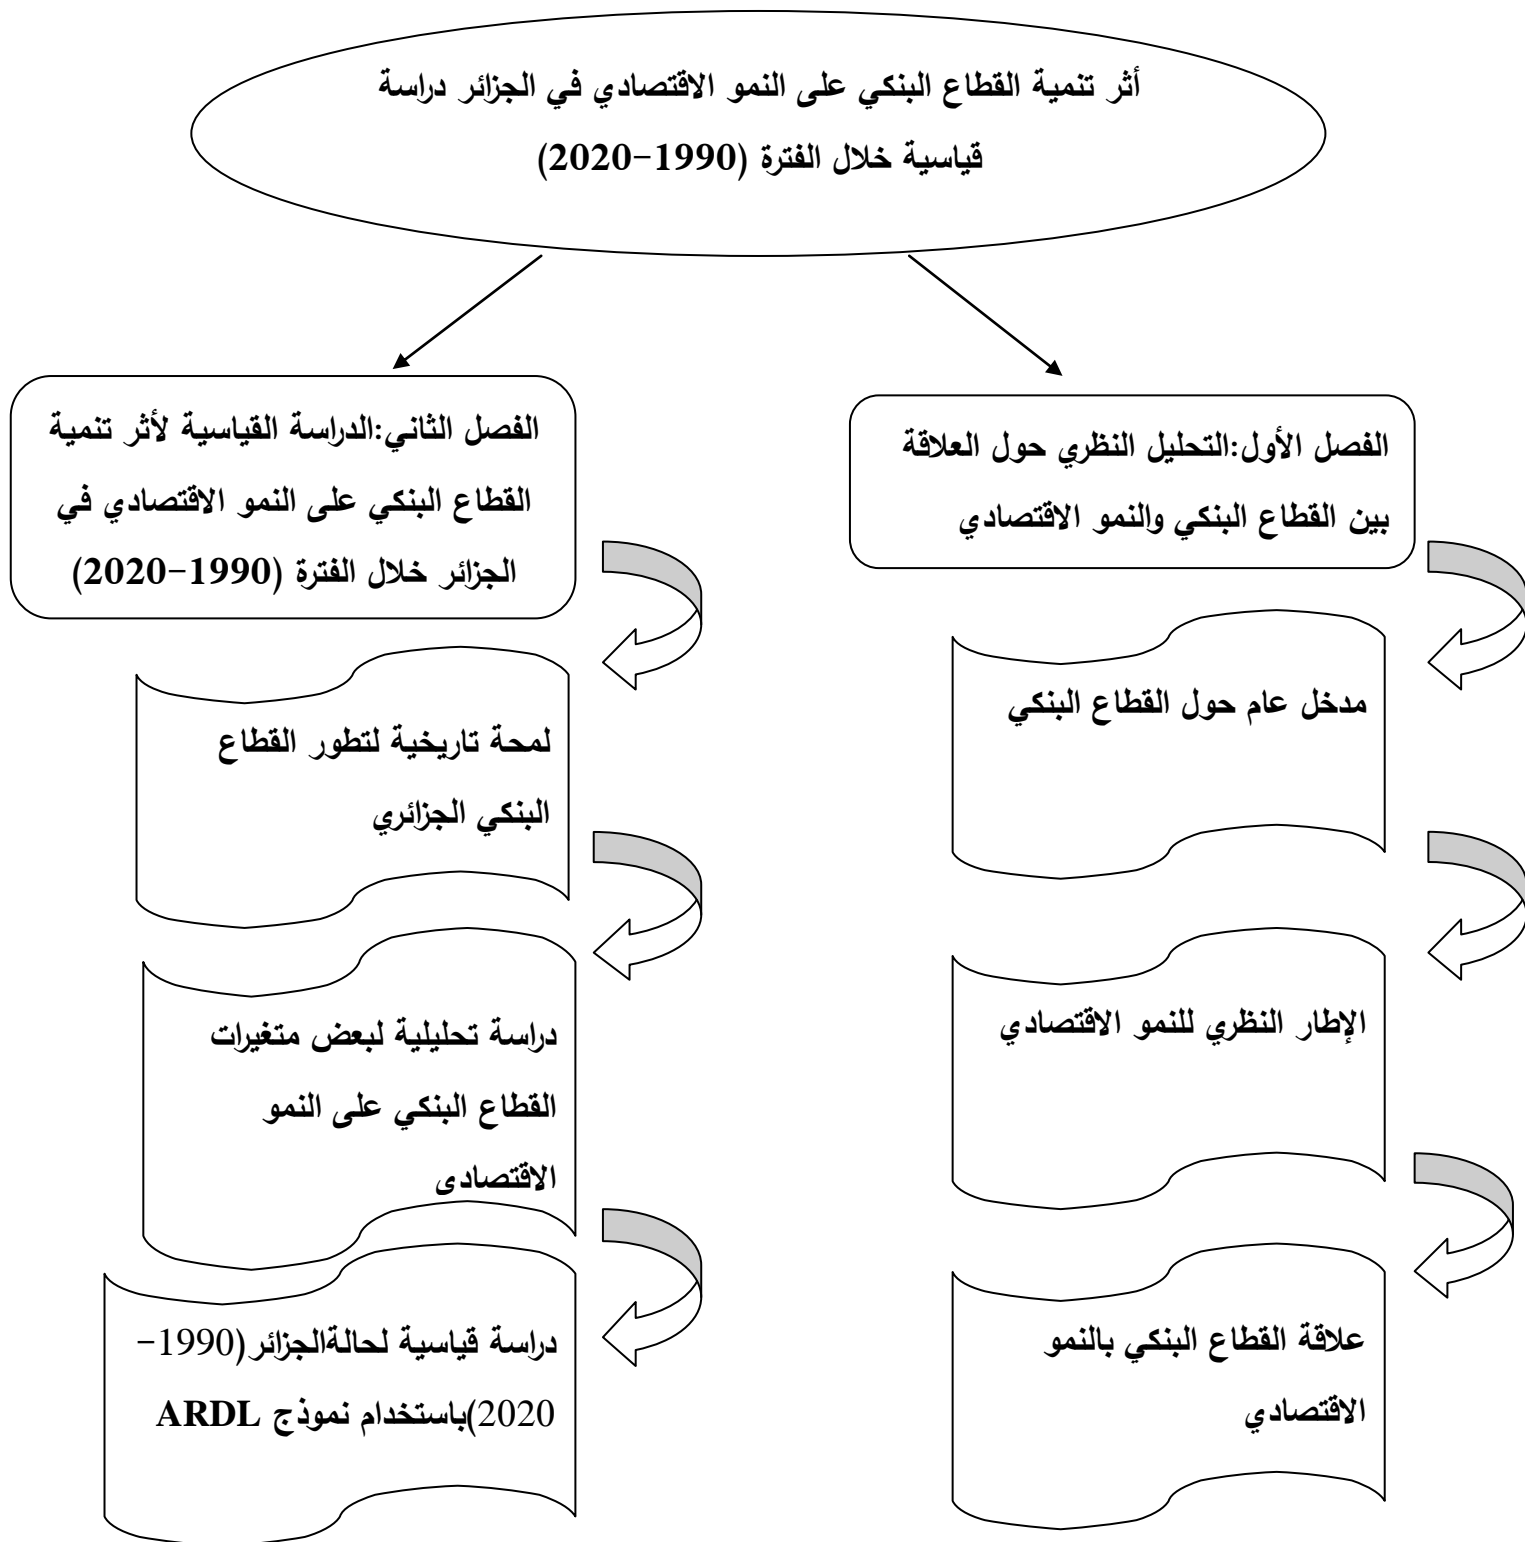 أثر تنمية القطاع البنكي على النمو الاقتصادي في الجزائر دراسة
قياسية خلال الفترة (1990-2020)
الفصل الأول:التحليل النظري حول العلاقة
بين القطاع البنكي والنمو الاقتصادي
مدخل عام حول القطاع البنكي
الإطار النظري للنمو الاقتصادي
علاقة القطاع البنكي بالنمو
الاقتصادي
الفصل الثاني:الدراسة القياسية لأثر تنمية
القطاع البنكي على النمو الاقتصادي في
الجزائر خلال الفترة (1990-2020)
لمحة تاريخية لتطور القطاع
البنكي الجزائري
دراسة تحليلية لبعض متغيرات
القطاع البنكي على النمو
الاقتصادي
دراسة قياسية لحالةالجزائر(1990-
2020)باستخدام نموذج ARDL